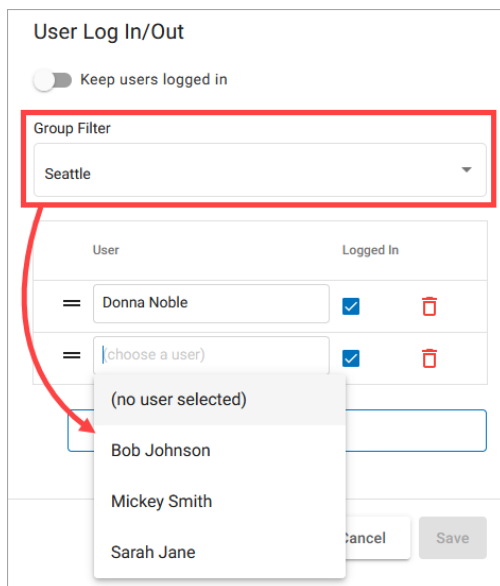 User Log In/Out
Keep users logged in
Group Filter
Seattle
User Logged In
Donna Noble
(choose a user)
(no user selected)
Bob Johnson
Mickey Smith
Sarah Jane
Cancel Save